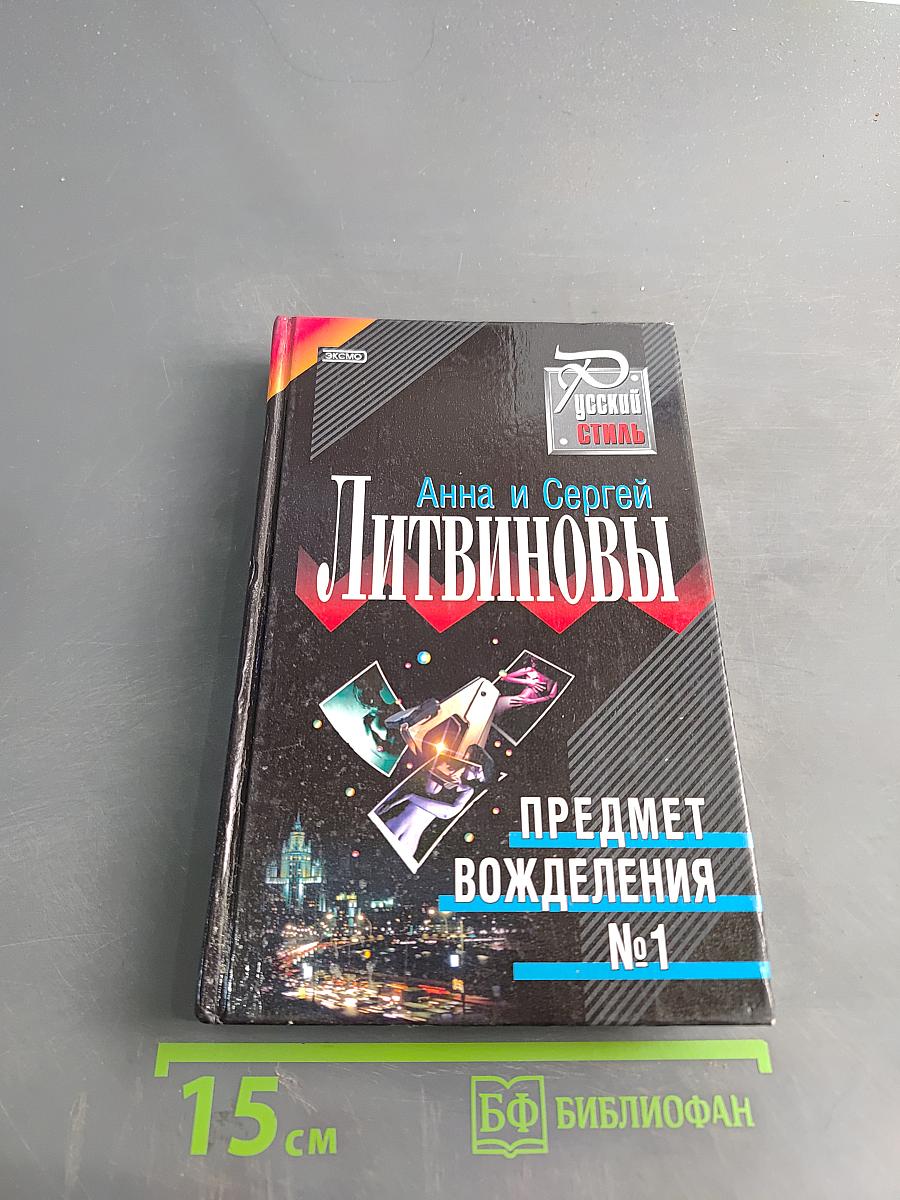 ЭКСМО
Русский
стиль
Анна и Сергей
Литвиновы
ПРЕДМЕТ
ВОЖДЕЛЕНИЯ
№1
15 см
БФ БИБЛИОФАН